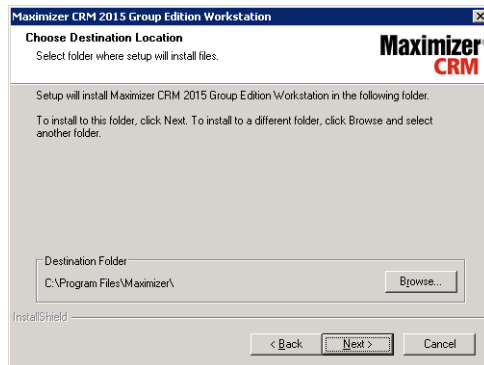 Maximizer CRM 2015 Group Edition Workstation
Choose Destination Location
Select folder where setup will install files.
Maximizer
CRM
Setup will install Maximizer CRM 2015 Group Edition Workstation in the following folder.
To install to this folder, click Next. To install to a different folder, click Browse and select
another folder.
Destination Folder
C:\Program Files\Maximizer\
Browse...
InstallShield
< Back
Next >
Cancel